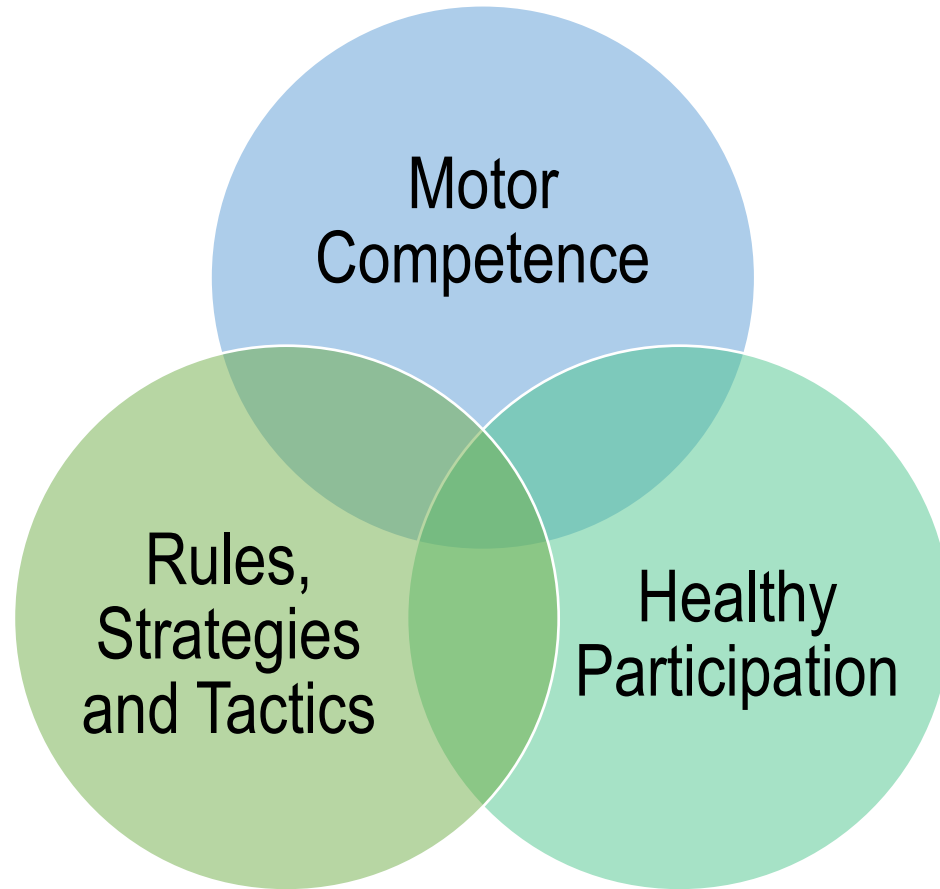 Motor
Competence
Rules,
Strategies
and Tactics
Healthy
Participation